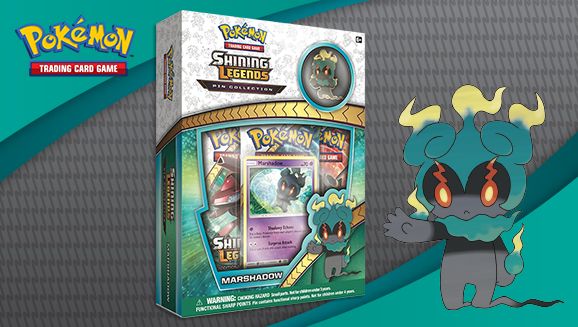 POKÉMON
TRADING CARD GAME
POKÉMON
TRADING CARD GAME
SHINING
LEGENDS
PIN COLLECTION
6+
POKÉMON
Marshadow
70
Shadowy Echoes
Surprise Attack
SHINING
MARSHADOW
WARNING: CHOKING HAZARD Small parts. Not for children under 3 years.
FUNCTIONAL SHARP POINTS Pin contains functional sharp points. Not for children under 4 years.